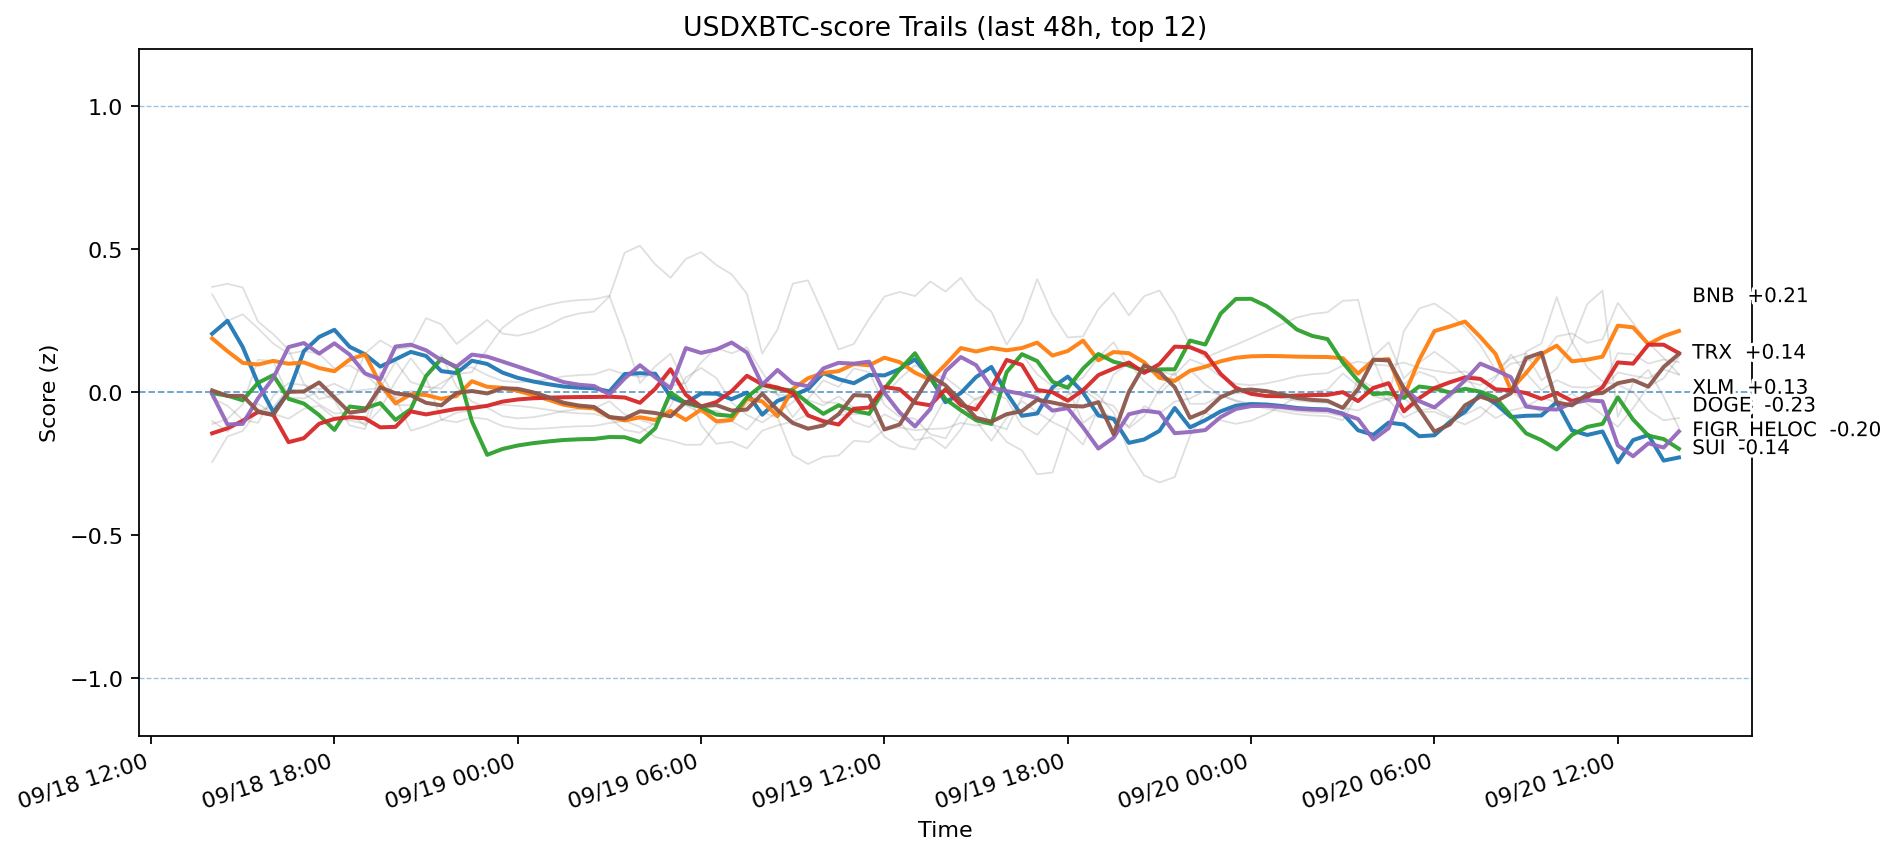 USDXBTC-score Trails (last 48h, top 12)
Score (z)
1.0
0.5
0.0
−0.5
−1.0
BNB +0.21
TRX +0.14
XLM +0.13
DOGE -0.23
FIGR_HELOC -0.20
SUI -0.14
09/18 12:00
09/18 18:00
09/19 00:00
09/19 06:00
09/19 12:00
09/19 18:00
09/20 00:00
09/20 06:00
09/20 12:00
Time